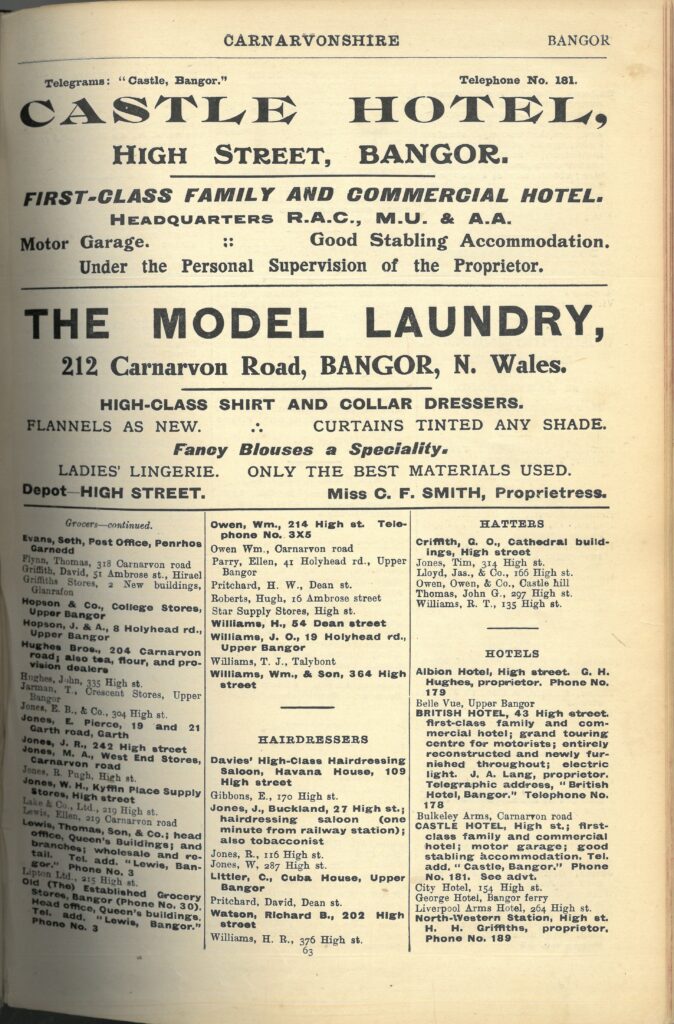 CARNARVONSHIRE
BANGOR
Telegrams: "Castle, Bangor."
Telephone No. 181.
CASTLE HOTEL,
HIGH STREET, BANGOR.
FIRST-CLASS FAMILY AND COMMERCIAL HOTEL.
HEADQUARTERS R.A.C., M.U. & A.A.
Motor Garage. :: Good Stabling Accommodation.
Under the Personal Supervision of the Proprietor.
THE MODEL LAUNDRY,
212 Carnarvon Road, BANGOR, N. Wales.
HIGH-CLASS SHIRT AND COLLAR DRESSERS.
FLANNELS AS NEW. ∴ CURTAINS TINTED ANY SHADE.
Fancy Blouses a Speciality.
LADIES' LINGERIE. ONLY THE BEST MATERIALS USED.
Depot—HIGH STREET. Miss C. F. SMITH, Proprietress.
Grocers—continued.
Evans, Seth, Post Office, Penrhos
Garnedd
Flynn, Thomas, 318 Carnarvon road
Griffith, David, 51 Ambrose st., Hirael
Griffiths Stores, 2 New buildings,
Glanrafon
Hopson & Co., College Stores,
Upper Bangor
Hopson, J. & A., 8 Holyhead rd.,
Upper Bangor
Hughes Bros., 204 Carnarvon
road; also tea, flour, and pro-
vision dealers
Hughes, John, 335 High st.
Jarman, T., Crescent Stores, Upper
Bangor
Jones, E. B., & Co., 304 High st.
Jones, E. Pierce, 19 and 21
Garth road, Garth
Jones, J. R., 242 High street
Jones, M. A., West End Stores,
Carnarvon road
Jones, R. Pugh, High st.
Jones, W. H., Kyffin Place Supply
Stores, High street
Lake & Co., Ltd., 219 High st.
Lewis, Ellen, 219 Carnarvon road
Lewis, Thomas, Son, & Co.; head
office, Queen's Buildings; and
branches; wholesale and re-
tail. Tel. add. "Lewis, Ban-
gor." Phone No. 3
Lipton Ltd., 215 High st.
Old (The) Established Grocery
Stores, Bangor (Phone No. 30).
Head office, Queen's buildings.
Tel. add. "Lewis, Bangor."
Phone No. 3
Owen, Wm., 214 High st. Tele-
phone No. 3X5
Owen Wm., Carnarvon road
Parry, Ellen, 41 Holyhead rd., Upper
Bangor
Pritchard, H. W., Dean st.
Roberts, Hugh, 16 Ambrose street
Star Supply Stores, High st.
Williams, H., 54 Dean street
Williams, J. O., 19 Holyhead rd.,
Upper Bangor
Williams, T. J., Talybont
Williams, Wm., & Son, 364 High
street
HAIRDRESSERS
Davies' High-Class Hairdressing
Saloon, Havana House, 109
High street
Gibbons, E., 170 High st.
Jones, J., Buckland, 27 High st.;
hairdressing saloon (one
minute from railway station);
also tobacconist
Jones, R., 116 High st.
Jones, W. 287 High st.
Littler, C., Cuba House, Upper
Bangor
Pritchard, David, Dean st.
Watson, Richard B., 202 High
street
Williams, H. R., 376 High st.
HATTERS
Griffith, G. O., Cathedral build-
ings, High street
Jones, Tim, 314 High st.
Lloyd, Jas., & Co., 166 High st.
Owen, Owen, & Co., Castle hill
Thomas, John G., 297 High st.
Williams, R. T., 135 High st.
HOTELS
Albion Hotel, High street. G. H.
Hughes, proprietor. Phone No.
179
Belle Vue, Upper Bangor
BRITISH HOTEL, 43 High street.
first-class family and com-
mercial hotel; grand touring
centre for motorists; entirely
reconstructed and newly fur-
nished throughout; electric
light. J. A. Lang, proprietor.
Telegraphic address, "British
Hotel, Bangor." Telephone No.
178
Bulkeley Arms, Carnarvon road
CASTLE HOTEL, High st.; first-
class family and commercial
hotel; motor garage; good
stabling accommodation. Tel.
add. "Castle, Bangor." Phone
No. 181. See advt.
City Hotel, 154 High st.
George Hotel, Bangor ferry
Liverpool Arms Hotel, 264 High st.
North-Western Station, High st.
H. H. Griffiths, proprietor.
Phone No. 189
63